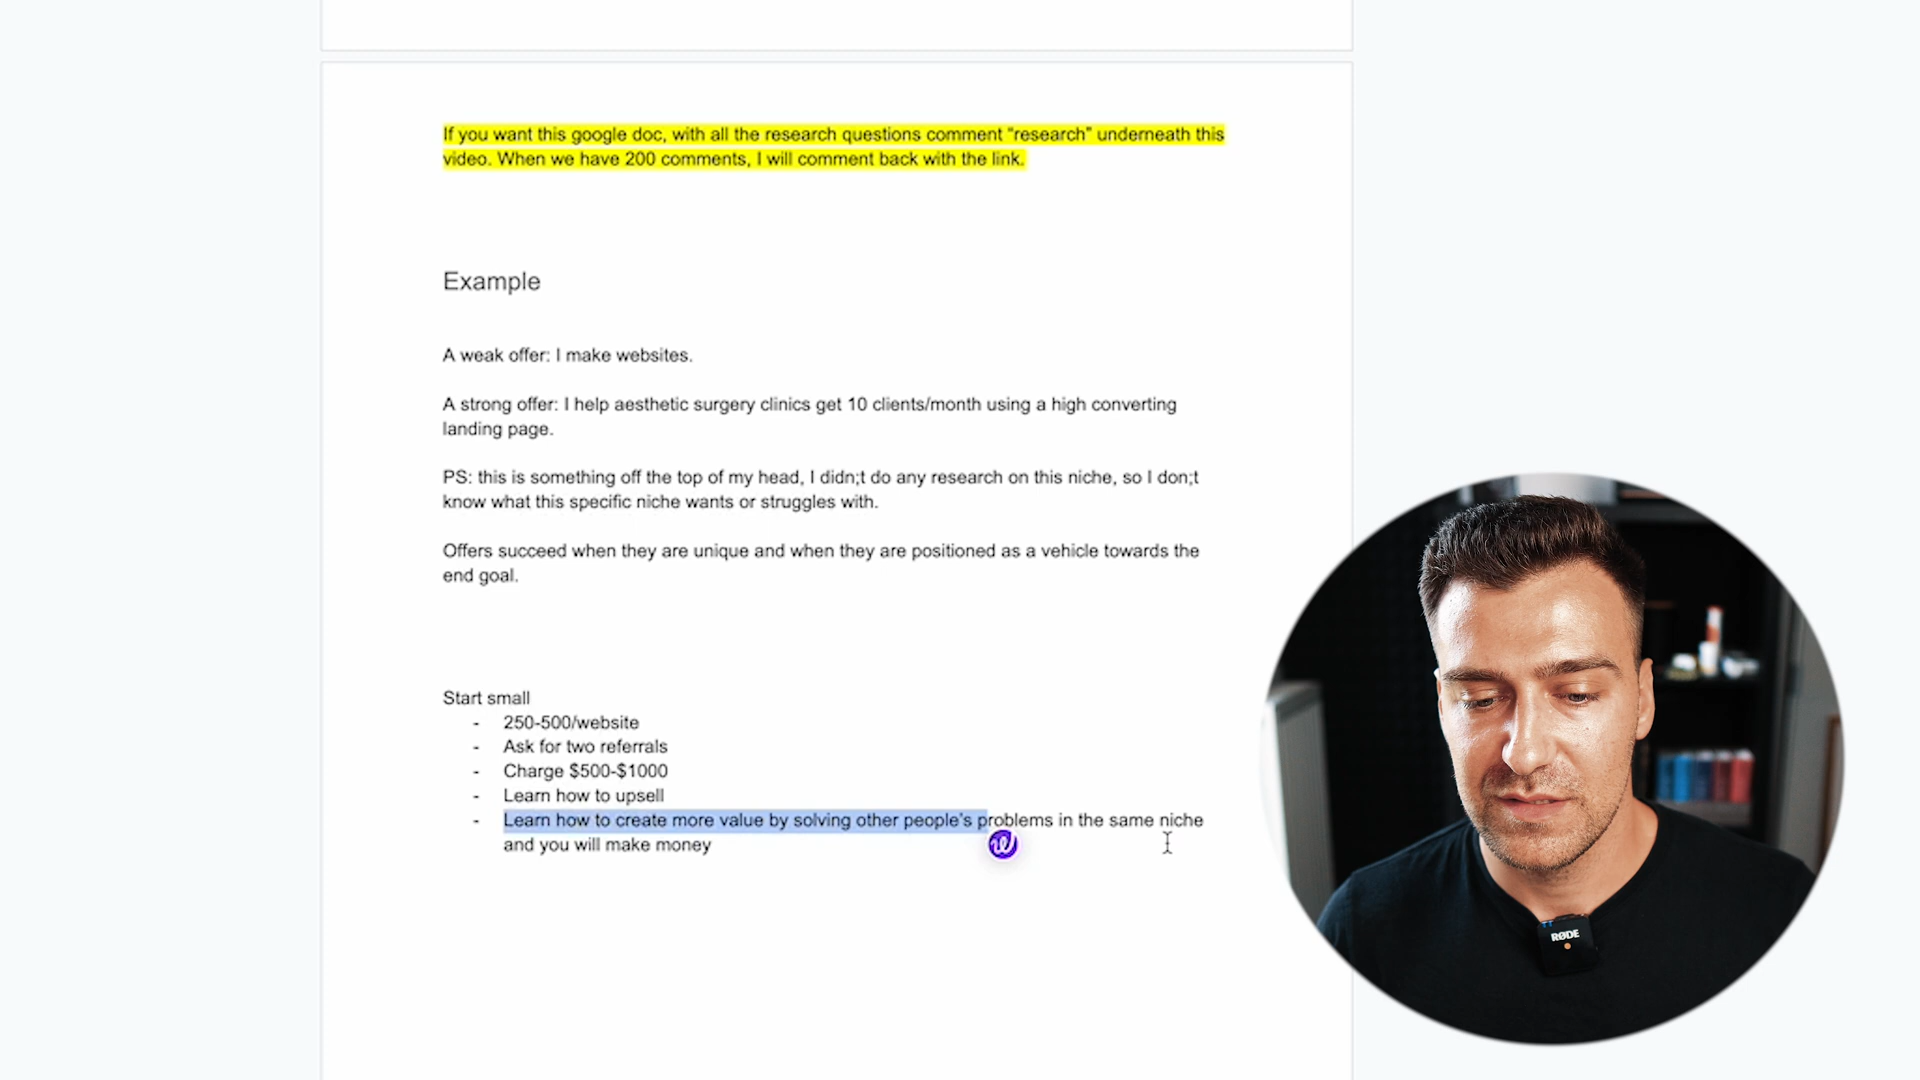 If you want this google doc, with all the research questions comment “research” underneath this
video. When we have 200 comments, I will comment back with the link.
Example
A weak offer: I make websites.
A strong offer: I help aesthetic surgery clinics get 10 clients/month using a high converting
landing page.
PS: this is something off the top of my head, I didn;t do any research on this niche, so I don;t
know what this specific niche wants or struggles with.
Offers succeed when they are unique and when they are positioned as a vehicle towards the
end goal.
Start small
- 250-500/website
- Ask for two referrals
- Charge $500-$1000
- Learn how to upsell
- Learn how to create more value by solving other people’s problems in the same niche
and you will make money
RØDE